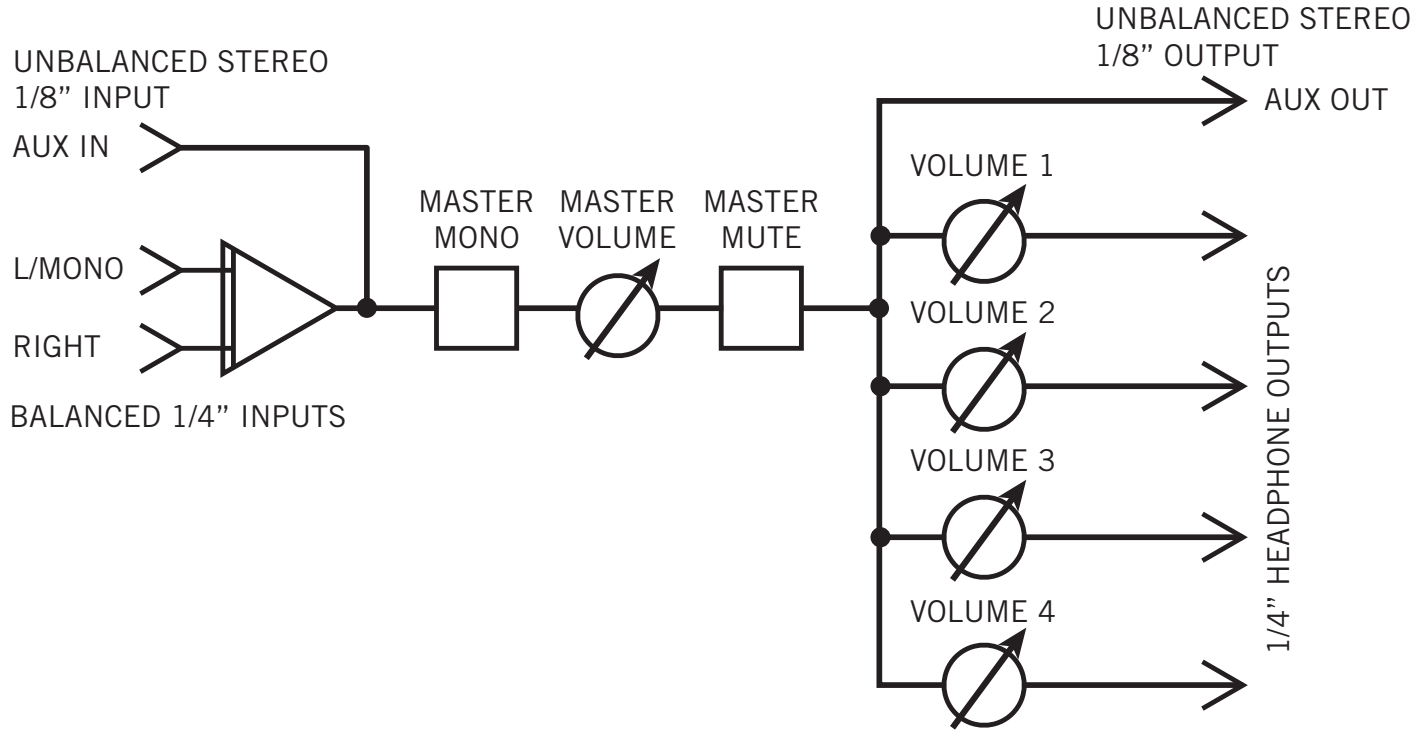 UNBALANCED STEREO
1/8” OUTPUT
AUX OUT
UNBALANCED STEREO
1/8” INPUT
AUX IN
L/MONO
RIGHT
BALANCED 1/4” INPUTS
MASTER
MONO
MASTER
VOLUME
MASTER
MUTE
VOLUME 1
VOLUME 2
VOLUME 3
VOLUME 4
1/4” HEADPHONE OUTPUTS